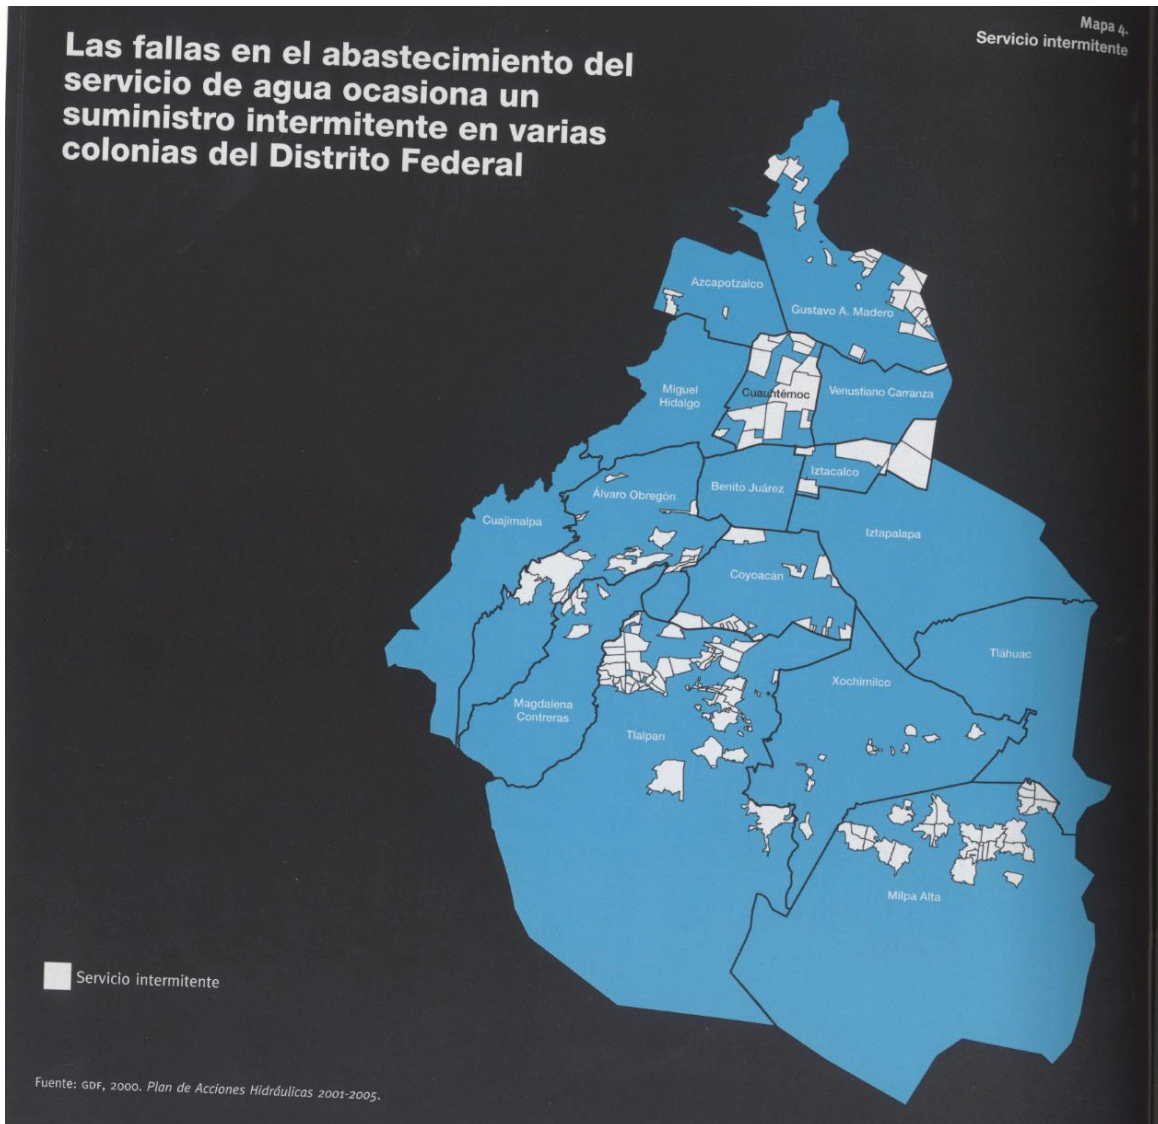 Mapa 4.
Servicio intermitente
Las fallas en el abastecimiento del
servicio de agua ocasiona un
suministro intermitente en varias
colonias del Distrito Federal
Azcapotzalco
Gustavo A. Madero
Miguel
Hidalgo
Cuauhtémoc
Venustiano Carranza
Iztacalco
Benito Juárez
Álvaro Obregón
Cuajimalpa
Iztapalapa
Coyoacán
Tláhuac
Xochimilco
Magdalena
Contreras
Tlalpan
Milpa Alta
Servicio intermitente
Fuente: GDF, 2000. Plan de Acciones Hidráulicas 2001-2005.